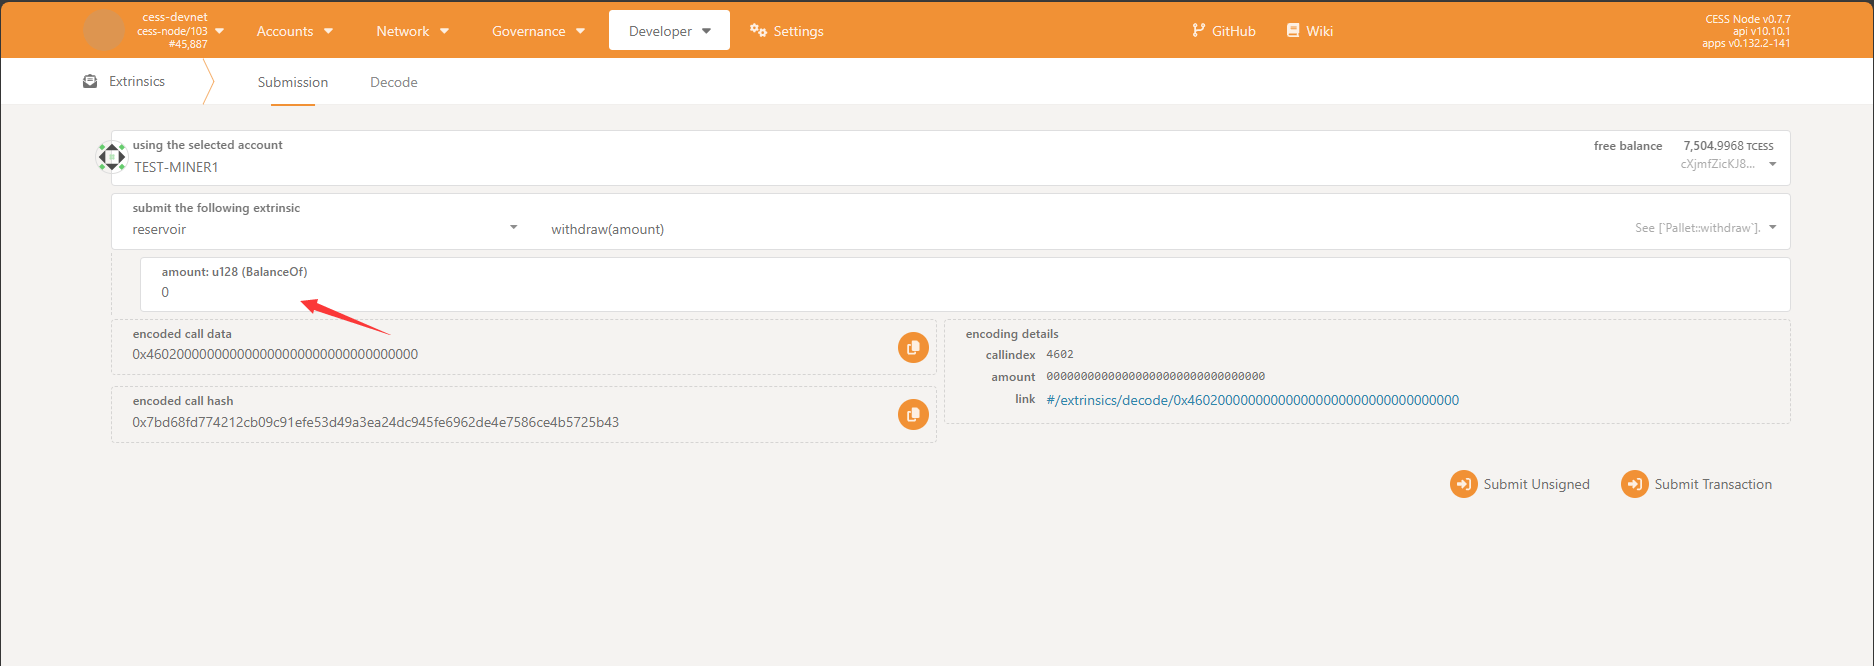 cess-devnet
cess-node/103
#45,887
Accounts
Network
Governance
Developer
Settings
GitHub
Wiki
CESS Node v0.7.7
api v10.10.1
apps v0.132.2-141
Extrinsics
Submission
Decode
using the selected account
TEST-MINER1
free balance 7,504.9968 TCESS
cXjmfZicKJ8...
submit the following extrinsic
reservoir
withdraw(amount)
See [`Pallet::withdraw`].
amount: u128 (BalanceOf)
0
encoded call data
0x460200000000000000000000000000000000
encoding details
callindex 4602
amount 00000000000000000000000000000000
link #/extrinsics/decode/0x460200000000000000000000000000000000
encoded call hash
0x7bd68fd774212cb09c91efe53d49a3ea24dc945fe6962de4e7586ce4b5725b43
Submit Unsigned
Submit Transaction